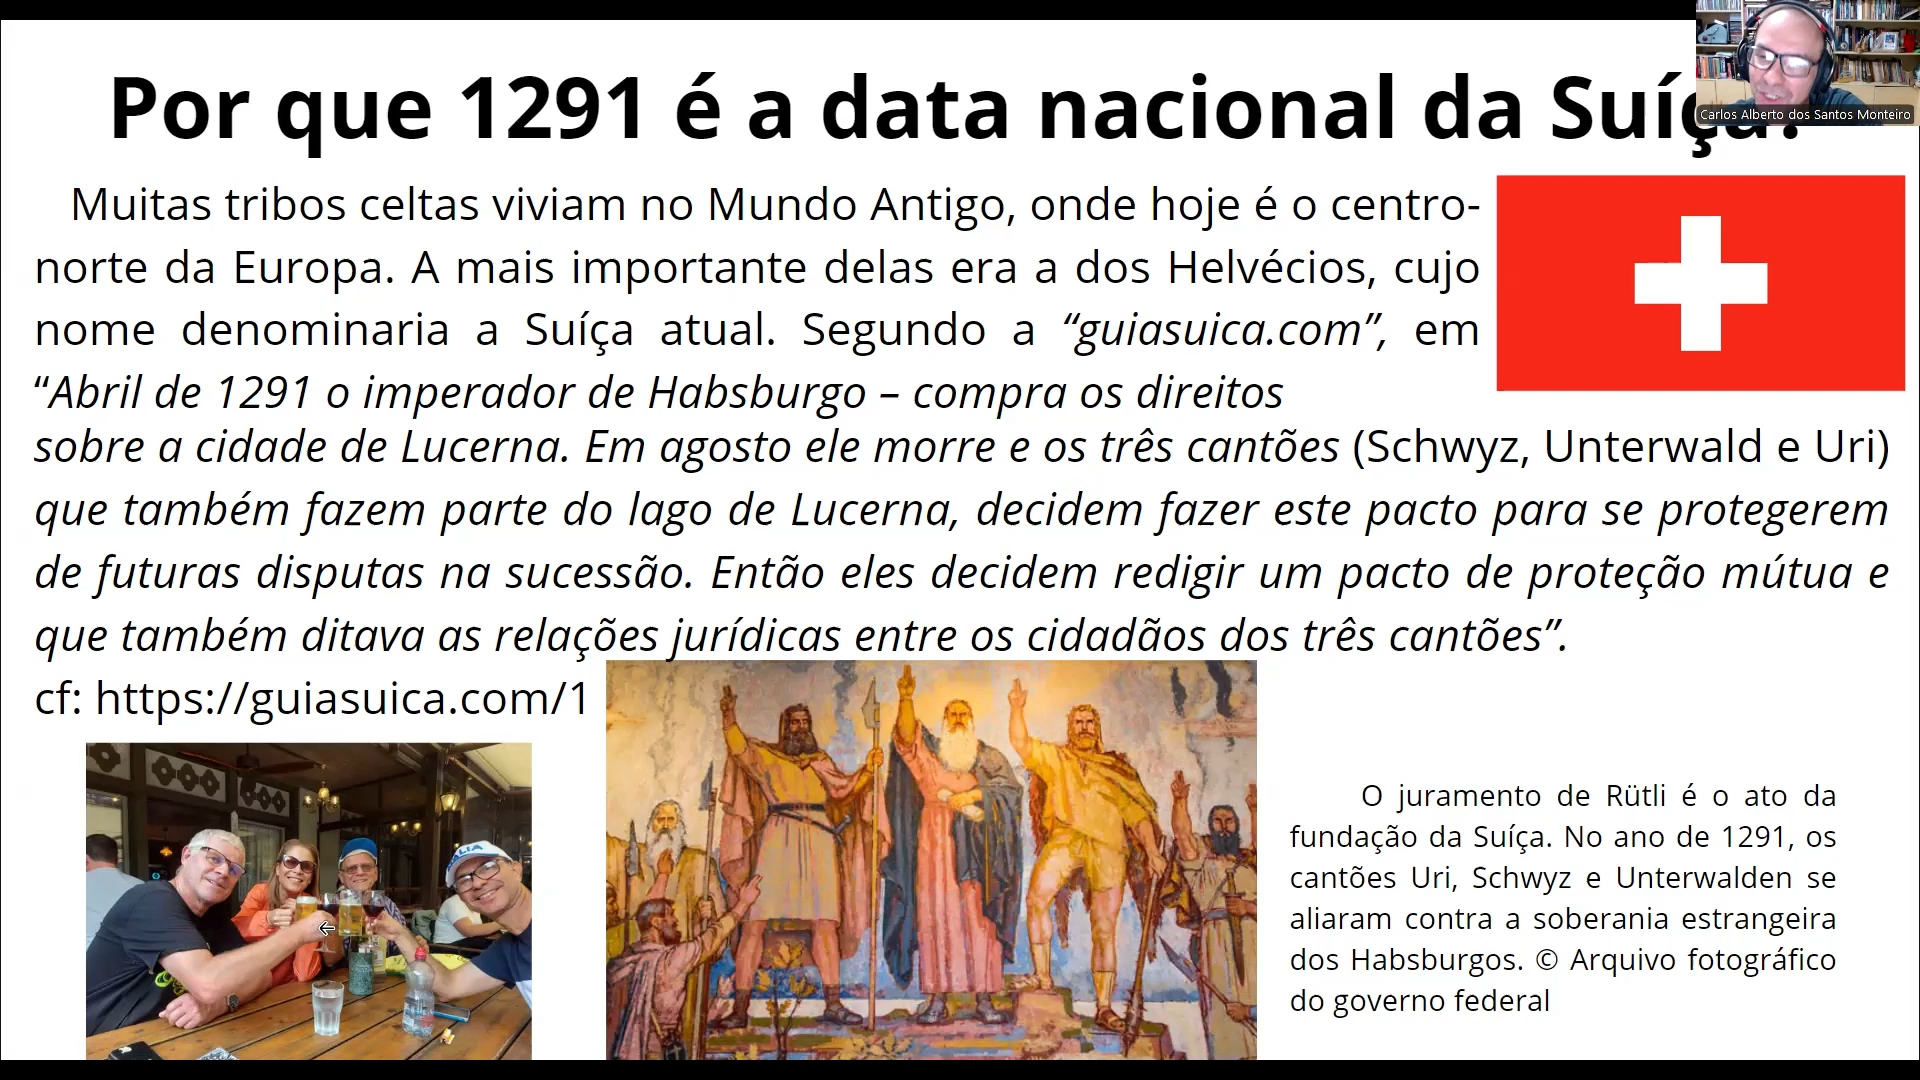 Por que 1291 é a data nacional da Suíça?
Carlos Alberto dos Santos Monteiro
Muitas tribos celtas viviam no Mundo Antigo, onde hoje é o centro-
norte da Europa. A mais importante delas era a dos Helvécios, cujo
nome denominaria a Suíça atual. Segundo a “guiasuica.com”, em
“Abril de 1291 o imperador de Habsburgo – compra os direitos
sobre a cidade de Lucerna. Em agosto ele morre e os três cantões (Schwyz, Unterwald e Uri)
que também fazem parte do lago de Lucerna, decidem fazer este pacto para se protegerem
de futuras disputas na sucessão. Então eles decidem redigir um pacto de proteção mútua e
que também ditava as relações jurídicas entre os cidadãos dos três cantões”.
cf: https://guiasuica.com/1
O juramento de Rütli é o ato da
fundação da Suíça. No ano de 1291, os
cantões Uri, Schwyz e Unterwalden se
aliaram contra a soberania estrangeira
dos Habsburgos. © Arquivo fotográfico
do governo federal